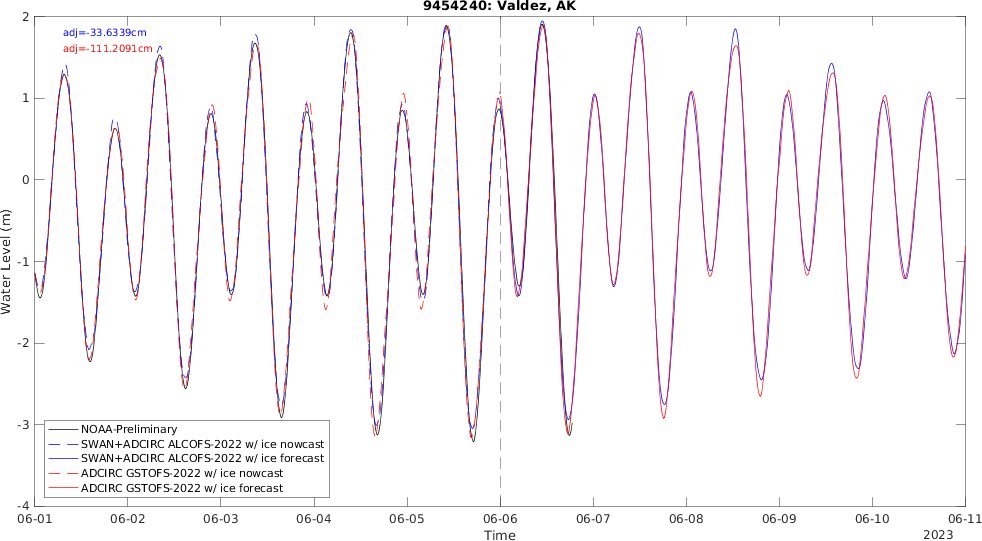 9454240: Valdez, AK
adj=-33.6339cm
adj=-111.2091cm
2
1
0
-1
-2
-3
-4
Water Level (m)
NOAA-Preliminary
SWAN+ADCIRC ALCOFS-2022 w/ ice nowcast
SWAN+ADCIRC ALCOFS-2022 w/ ice forecast
ADCIRC GSTOFS-2022 w/ ice nowcast
ADCIRC GSTOFS-2022 w/ ice forecast
06-01 06-02 06-03 06-04 06-05 06-06 06-07 06-08 06-09 06-10 06-11
Time
2023